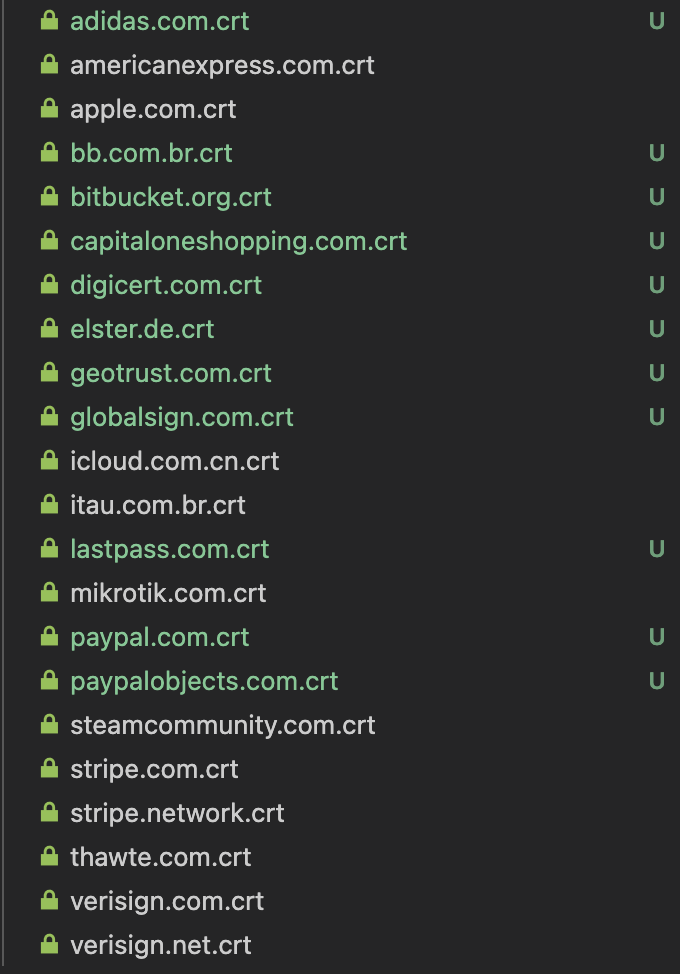 adidas.com.crt U
americanexpress.com.crt
apple.com.crt
bb.com.br.crt U
bitbucket.org.crt U
capitaloneshopping.com.crt U
digicert.com.crt U
elster.de.crt U
geotrust.com.crt U
globalsign.com.crt U
icloud.com.cn.crt
itau.com.br.crt
lastpass.com.crt U
mikrotik.com.crt
paypal.com.crt U
paypalobjects.com.crt U
steamcommunity.com.crt
stripe.com.crt
stripe.network.crt
thawte.com.crt
verisign.com.crt
verisign.net.crt